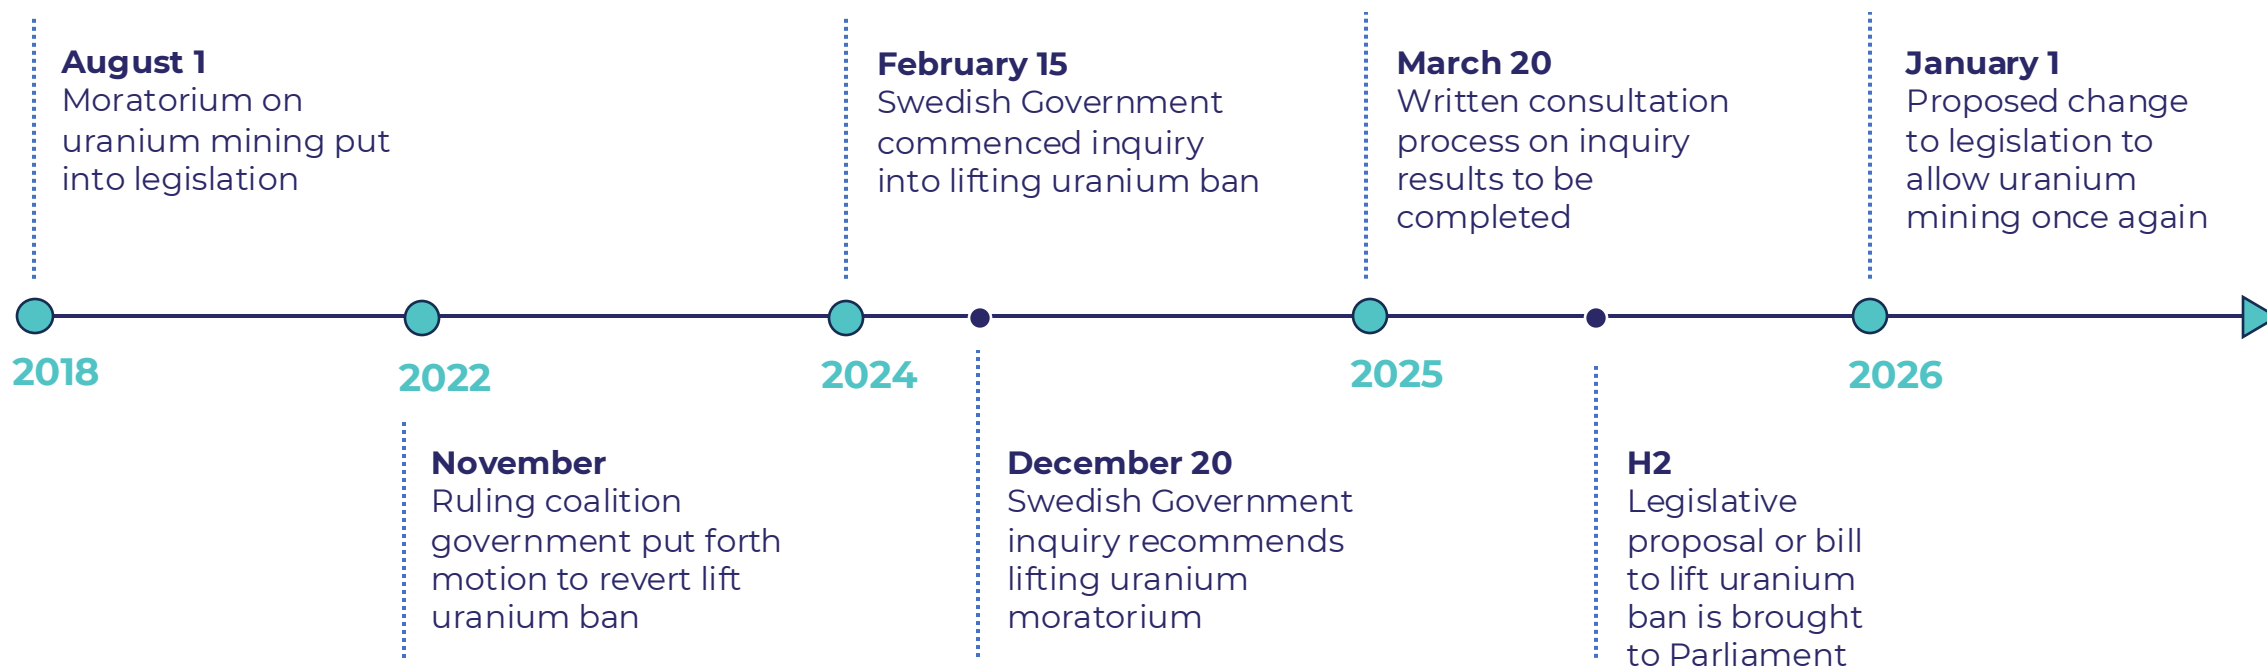 August 1
Moratorium on
uranium mining put
into legislation
February 15
Swedish Government
commenced inquiry
into lifting uranium ban
March 20
Written consultation
process on inquiry
results to be
completed
January 1
Proposed change
to legislation to
allow uranium
mining once again
2018
2022
2024
2025
2026
November
Ruling coalition
government put forth
motion to revert lift
uranium ban
December 20
Swedish Government
inquiry recommends
lifting uranium
moratorium
H2
Legislative
proposal or bill
to lift uranium
ban is brought
to Parliament